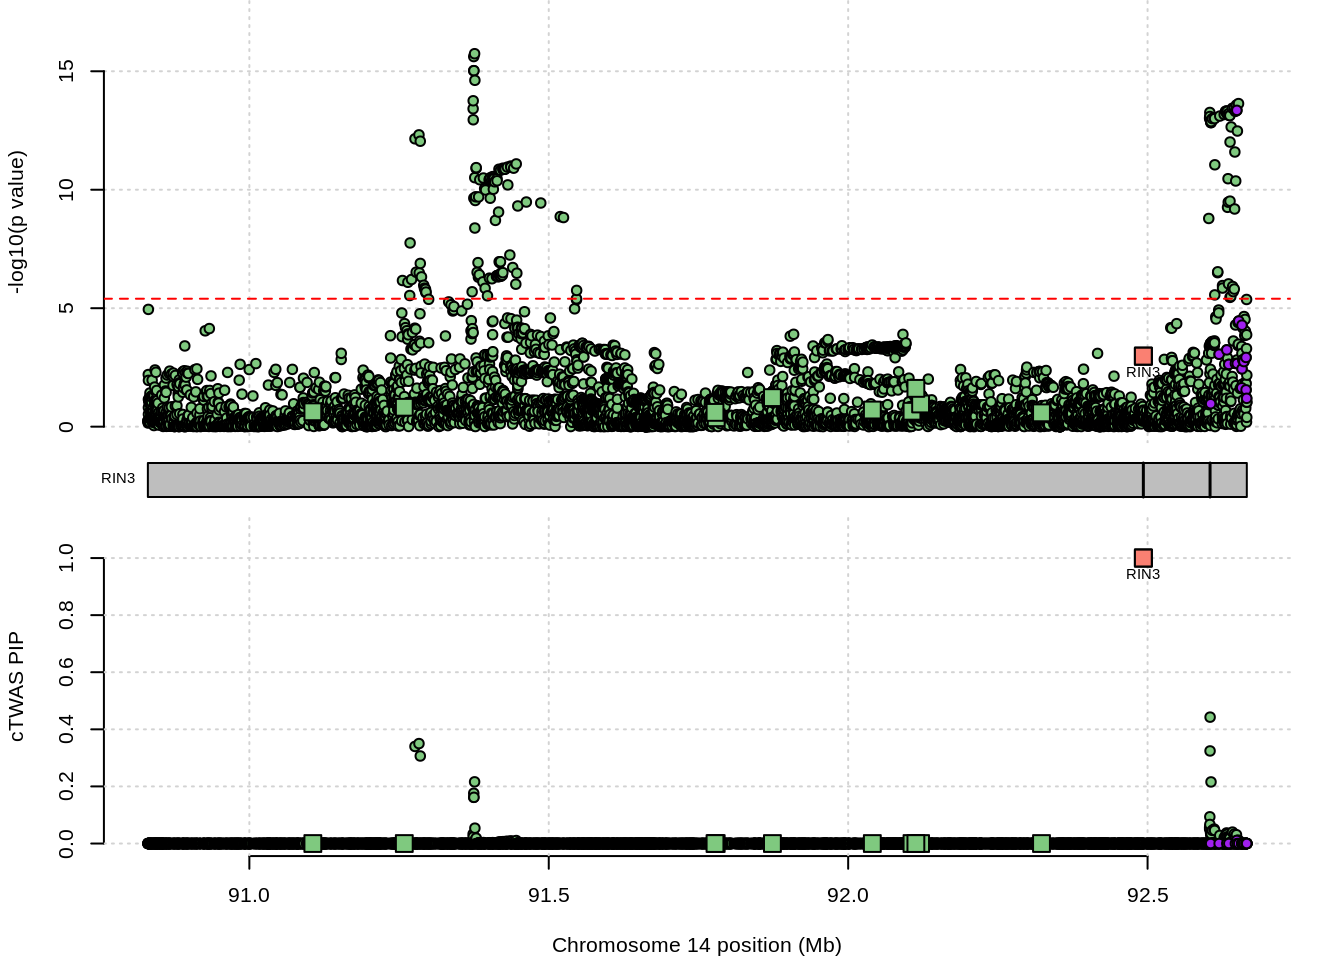 -log10(p value)
15
10
5
0
RIN3
RIN3
cTWAS PIP
1.0
0.8
0.6
0.4
0.2
0.0
RIN3
91.0
91.5
92.0
92.5
Chromosome 14 position (Mb)